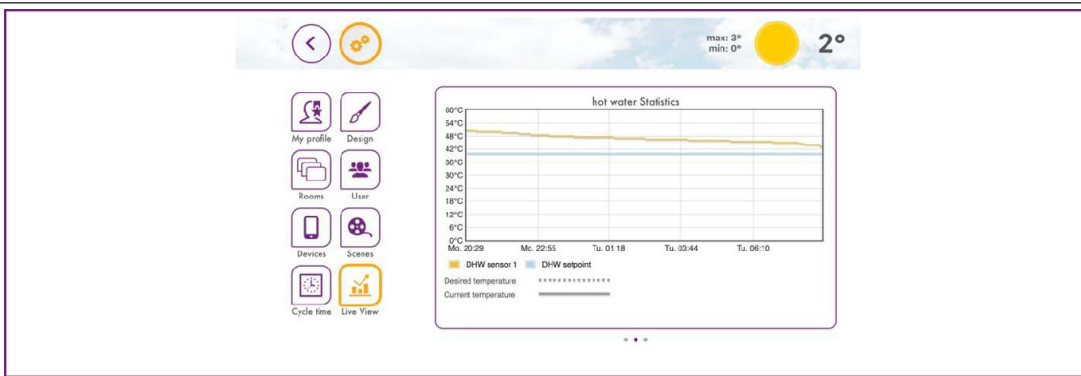 max: 3°
min: 0°
2°
My profile
Design
Rooms
User
Devices
Scenes
Cycle time
Live View
hot water Statistics
60°C
54°C
48°C
42°C
36°C
30°C
24°C
18°C
12°C
6°C
0°C
Mo. 20:29 Mo. 22:55 Tu. 01:18 Tu. 03:44 Tu. 06:10
DHW sensor 1 DHW setpoint
Desired temperature
Current temperature